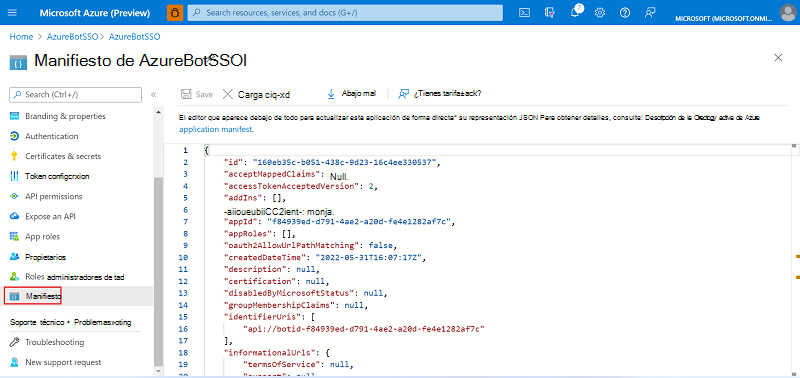 Microsoft Azure (Preview)
Search resources, services, and docs (G+/)
7
MICROSOFT (MICROSOFT.ONMI...
Home > AzureBotSSO > AzureBotSSO
Manifiesto de AzureBotSSOI
Search (Ctrl+/)
Save
Carga ciq-xd
Abajo mal
¿Tienes tarifa±ack?
Branding & properties
Authentication
Certificates & secrets
Token configcrxion
API permissions
Expose an API
App roles
Propietarios
Roles administradores de tad
Manifiesto
Soporte técnico • Problemas»oting
Troubleshooting
New support request
El editor que aparece debajo de todo para actualizar esta aplicación de forma directa* su representación JSON Para obtener detalles, consulte: Descripción de la activa de Azure
application manifest.
1 {
2 "id": "160eb35c-b051-438c-9d23-16c4ee330537",
3 "acceptMappedClaims": Null.
4 "accessTokenAcceptedVersion": 2,
5 "addIns": [],
6 -aiioueubiiCC2ient-: monja.
7 "appId": "f84939ed-d791-4ae2-a20d-fe4e1282af7c",
8 "appRoles": [],
9 "oauth2AllowUrlPathMatching": false,
10 "createdDateTime": "2022-05-31T16:07:17Z",
11 "description": null,
12 "certification": null,
13 "disabledByMicrosoftStatus": null,
14 "groupMembershipClaims": null,
15 "identifierUris": [
16 "api://botid-f84939ed-d791-4ae2-a20d-fe4e1282af7c"
17 ],
18 "informationalUrls": {
19 "termsOfService": null,